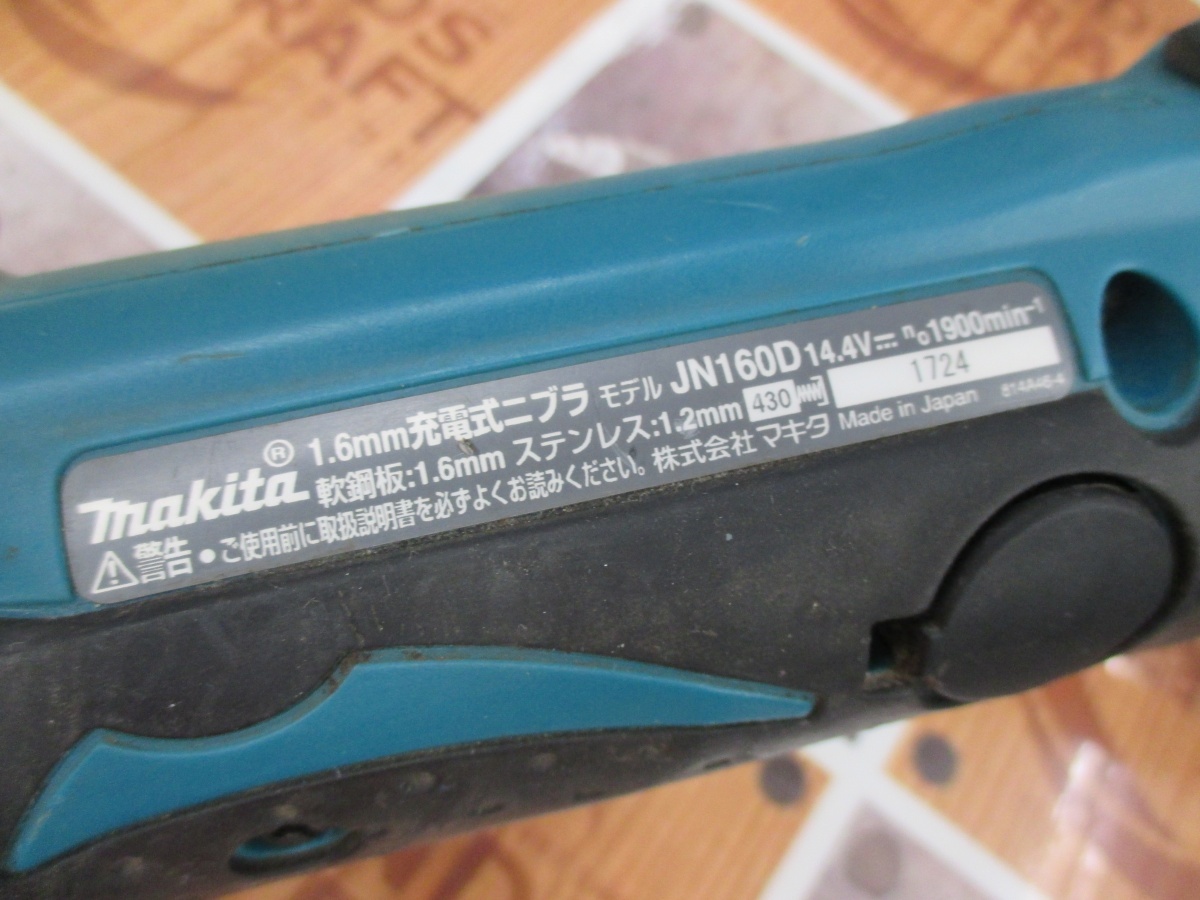 makita® 1.6mm充電式ニブラ モデル JN160D 14.4V n₀1900min⁻¹
軟鋼板:1.6mm ステンレス:1.2mm 430 1724
⚠警告 ●ご使用前に取扱説明書を必ずよくお読みください。 株式会社マキタ Made in Japan
RAFT